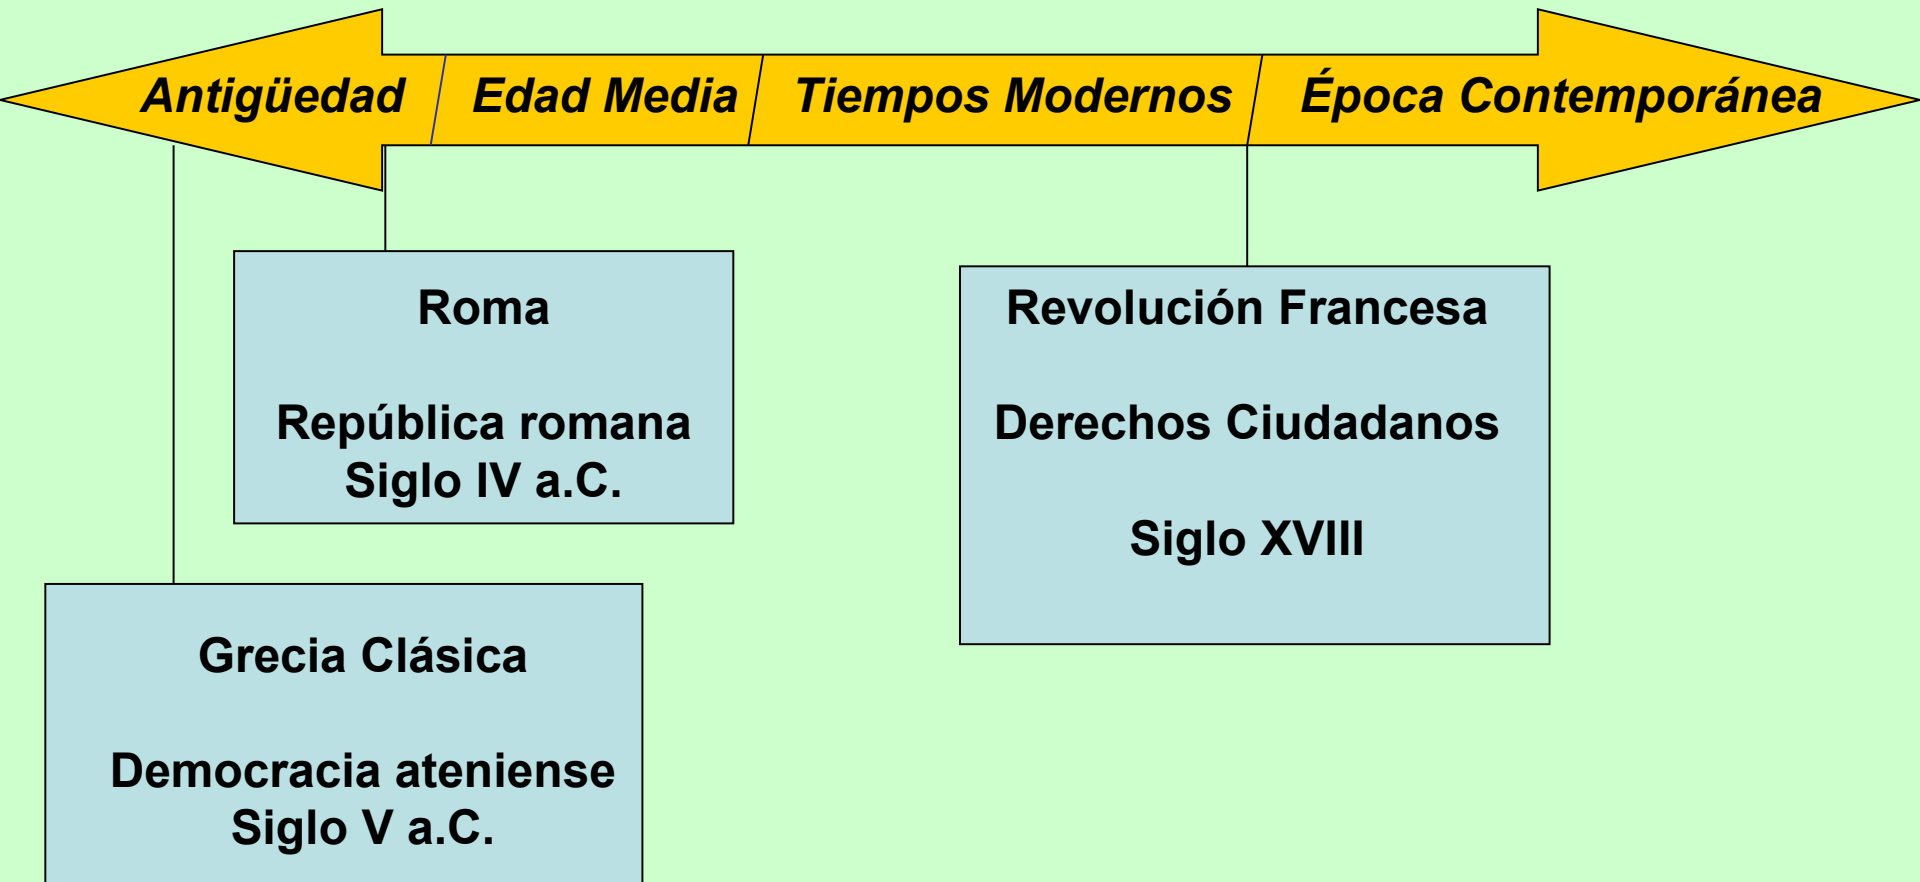 Antigüedad Edad Media Tiempos Modernos Época Contemporánea
Roma
República romana
Siglo IV a.C.
Revolución Francesa
Derechos Ciudadanos
Siglo XVIII
Grecia Clásica
Democracia ateniense
Siglo V a.C.